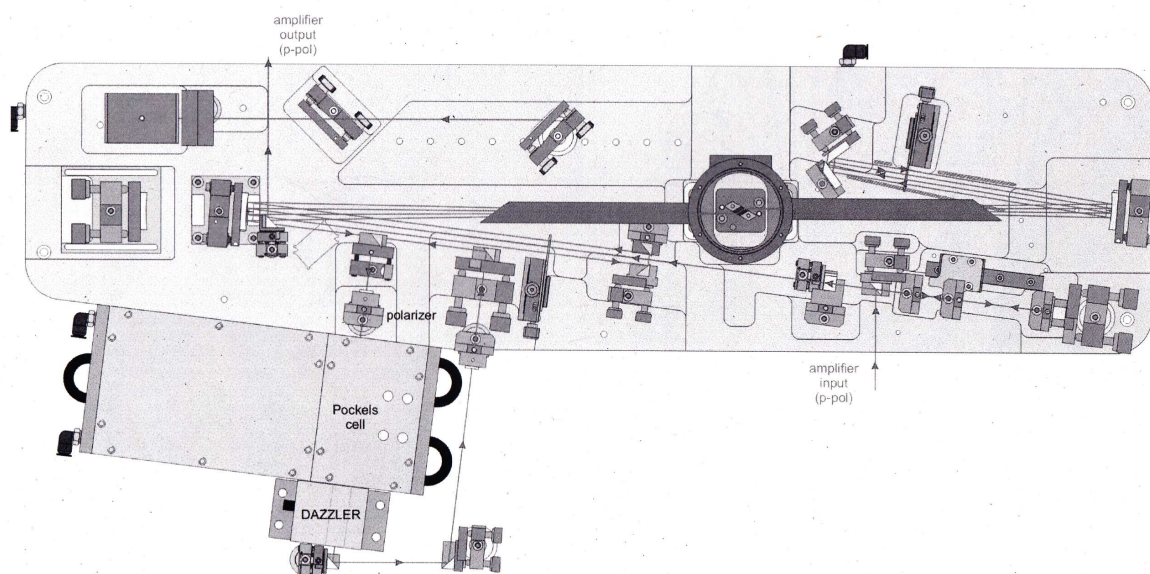 amplifier
output
(p-pol)
polarizer
amplifier
input
(p-pol)
Pockels
cell
DAZZLER